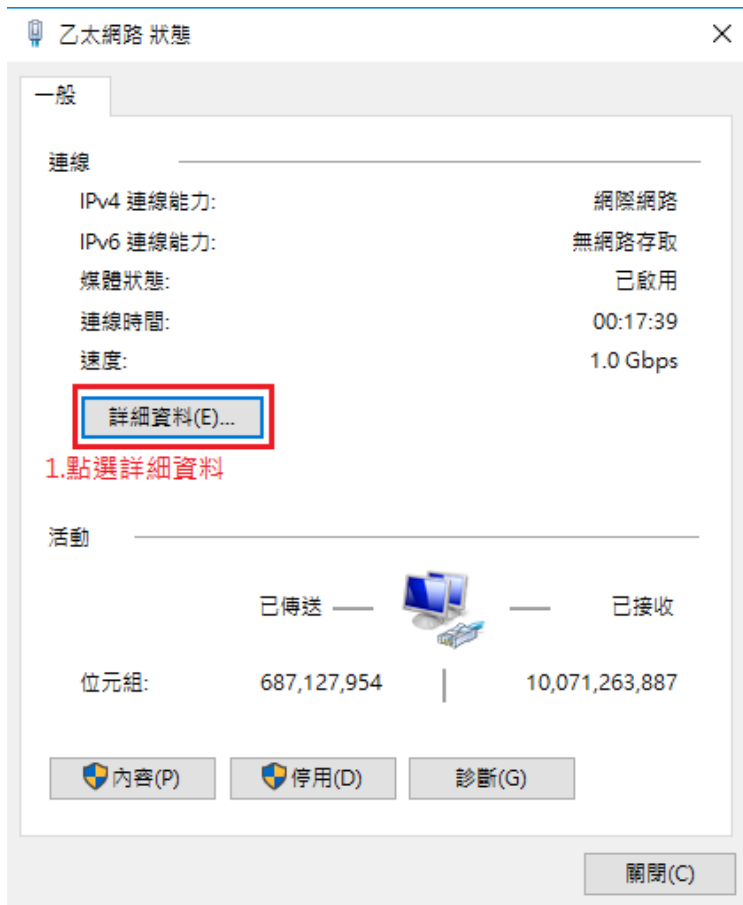 乙太網路 狀態
一般
連線
IPv4 連線能力: 網際網路
IPv6 連線能力: 無網路存取
媒體狀態: 已啟用
連線時間: 00:17:39
速度: 1.0 Gbps
詳細資料(E)...
1.點選詳細資料
活動
已傳送 已接收
位元組: 687,127,954 10,071,263,887
內容(P) 停用(D) 診斷(G)
關閉(C)